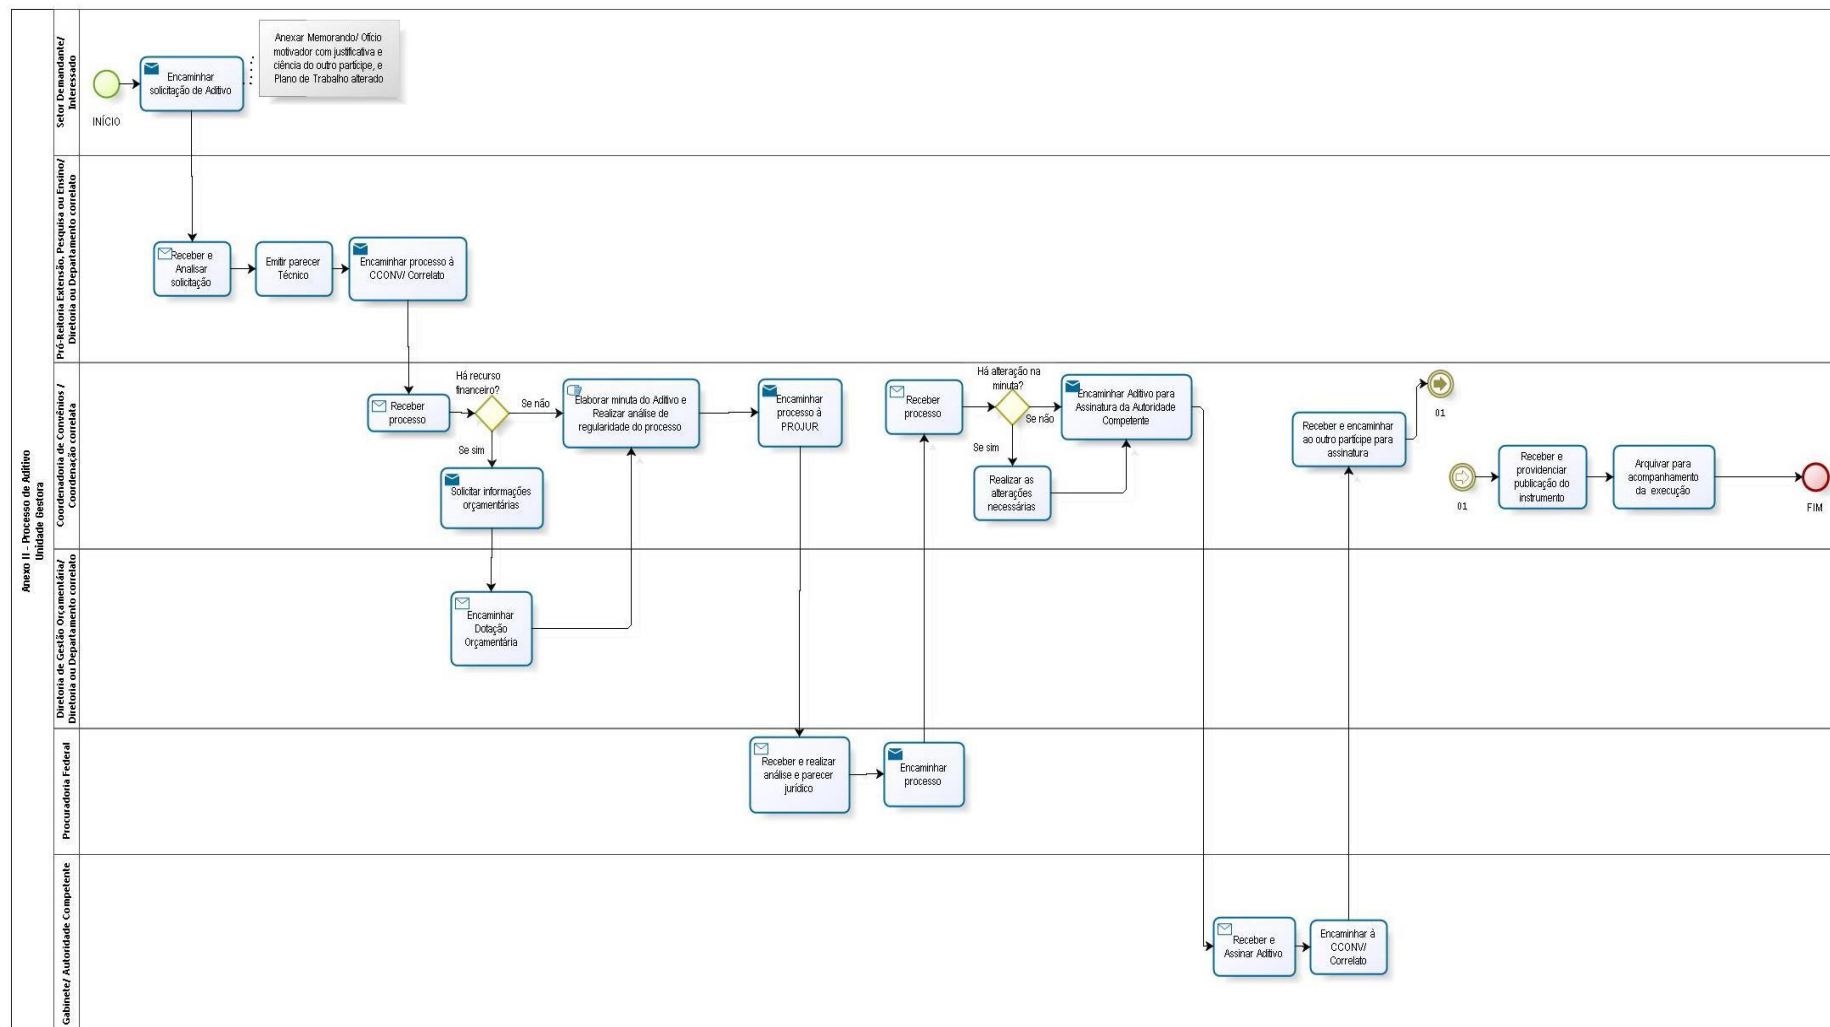 Anexo II - Processo de Aditivo
Unidade Gestora
Setor Demandante/
Interessado
INÍCIO
Encaminhar
solicitação de Aditivo
Anexar Memorando/ Ofício
motivador com justificativa e
ciência do outro partícipe, e
Plano de Trabalho alterado
Pró-Reitoria Extensão, Pesquisa ou Ensino/
Diretoria ou Departamento correlato
Receber e
Analisar
solicitação
Emitir parecer
Técnico
Encaminhar processo à
CCONV/ Correlato
Coordenadoria de Convênios /
Coordenação correlata
Receber
processo
Há recurso
financeiro?
Se não
Se sim
Solicitar informações
orçamentárias
Elaborar minuta do Aditivo e
Realizar análise de
regularidade do processo
Encaminhar
processo à
PROJUR
Receber
processo
Há alteração na
minuta?
Se não
Se sim
Realizar as
alterações
necessárias
Encaminhar Aditivo para
Assinatura da Autoridade
Competente
Receber e encaminhar
ao outro partícipe para
assinatura
01
01
Receber e
providenciar
publicação do
instrumento
Arquivar para
acompanhamento
da execução
FIM
Diretoria de Gestão Orçamentária/
Diretoria ou Departamento correlato
Encaminhar
Dotação
Orçamentária
Procuradoria Federal
Receber e realizar
análise e parecer
jurídico
Encaminhar
processo
Gabinete/ Autoridade Competente
Receber e
Assinar Aditivo
Encaminhar à
CCONV/
Correlato